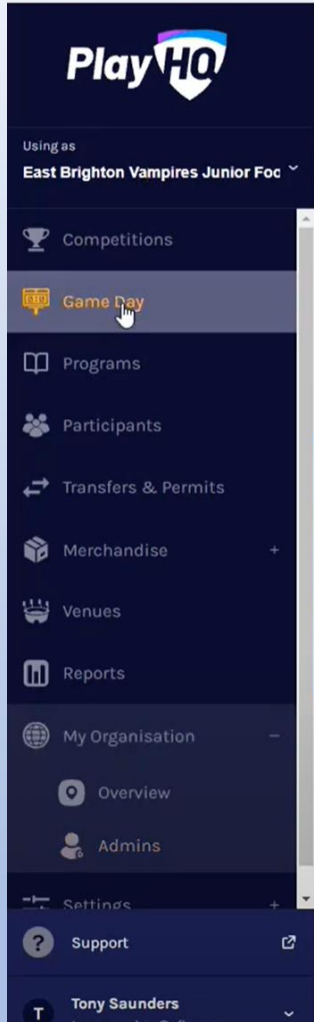 PlayHQ
Using as
East Brighton Vampires Junior Foo
Competitions
Game Day
Programs
Participants
Transfers & Permits
Merchandise +
Venues
Reports
My Organisation −
Overview
Admins
Settings +
? Support
T Tony Saunders